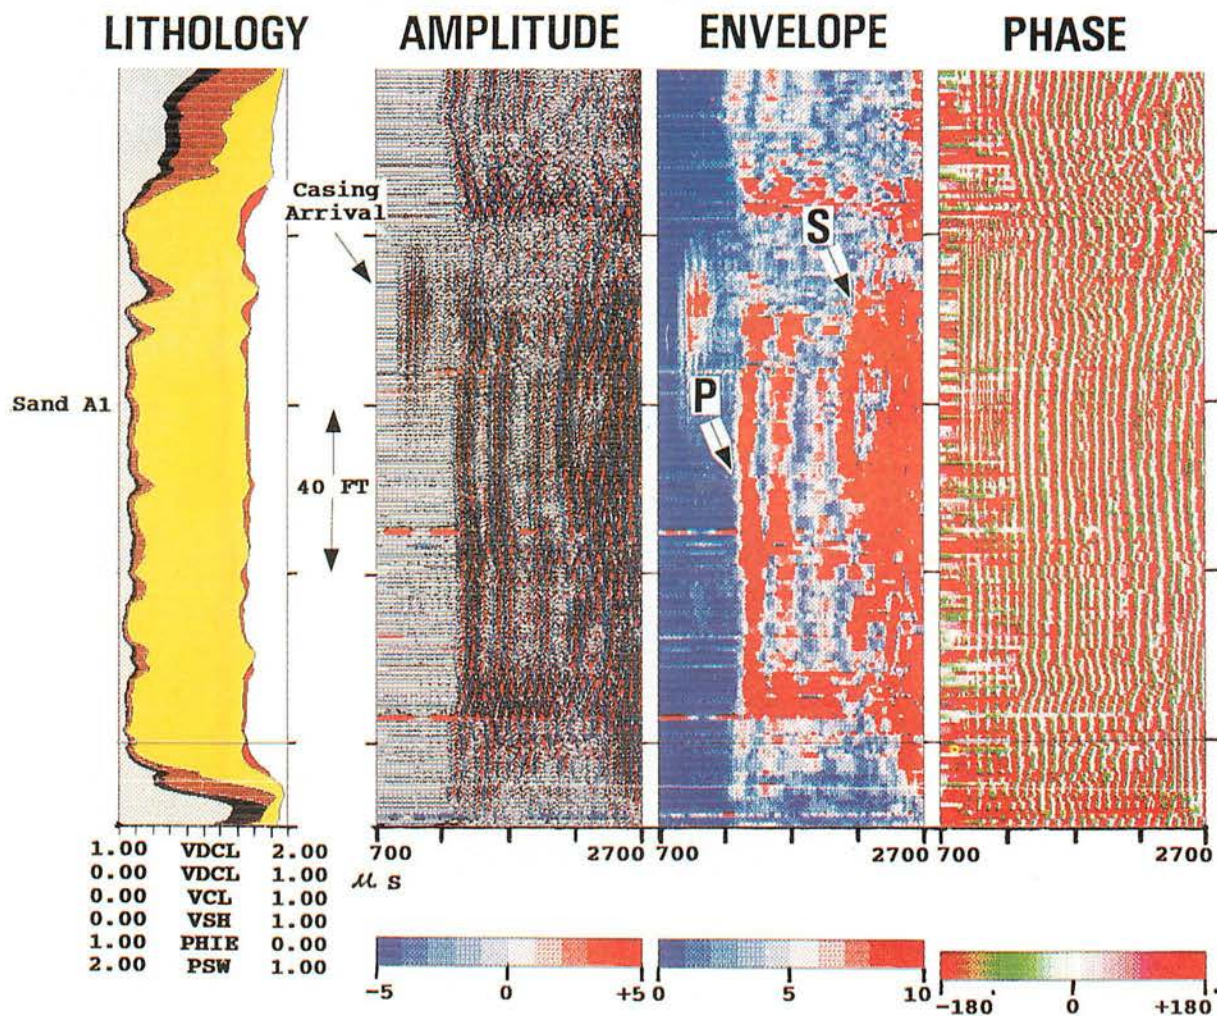 LITHOLOGY AMPLITUDE ENVELOPE PHASE
Casing
Arrival
S
P
Sand A1
40 FT
700 2700 700 2700 700 2700
μ S
1.00 VDCL 2.00
0.00 VDCL 1.00
0.00 VCL 1.00
0.00 VSH 1.00
1.00 PHIE 0.00
2.00 PSW 1.00
-5 0 +5 0 5 10 -180 0 +180